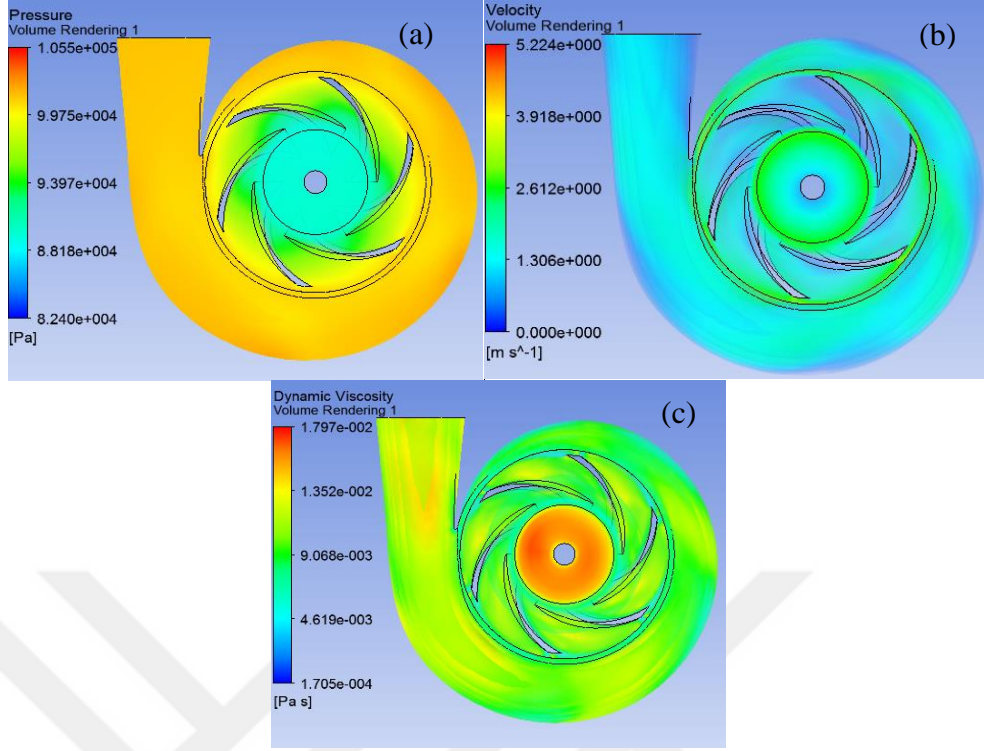 Pressure
Volume Rendering 1
(a)
1.055e+005
9.975e+004
9.397e+004
8.818e+004
8.240e+004
[Pa]
Velocity
Volume Rendering 1
(b)
5.224e+000
3.918e+000
2.612e+000
1.306e+000
0.000e+000
[m s^-1]
Dynamic Viscosity
Volume Rendering 1
(c)
1.797e-002
1.352e-002
9.068e-003
4.619e-003
1.705e-004
[Pa s]